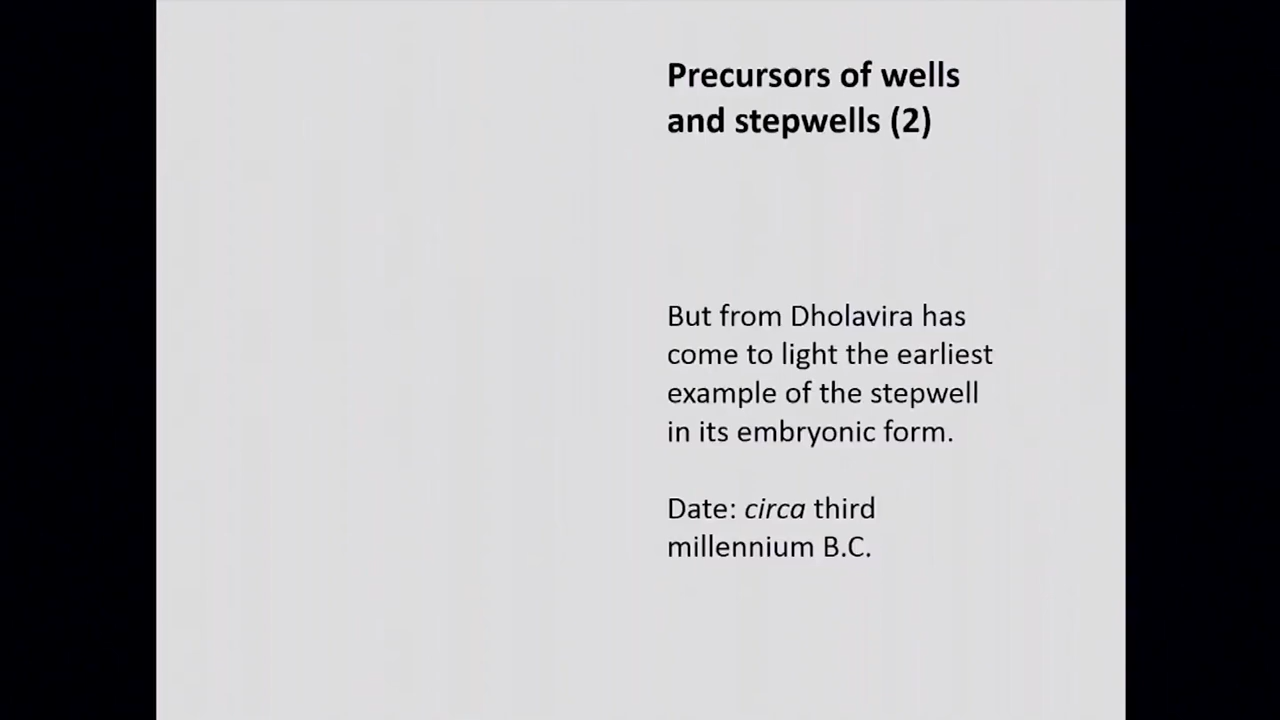 Precursors of wells
and stepwells (2)
But from Dholavira has
come to light the earliest
example of the stepwell
in its embryonic form.
Date: circa third
millennium B.C.